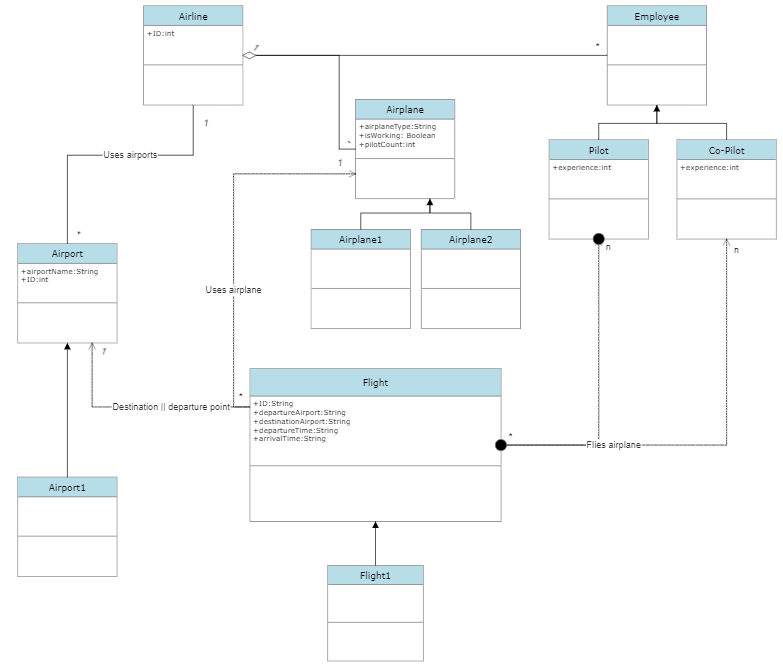 Airline
+ID:int
1
*
Employee
Airplane
+airplaneType:String
+isWorking: Boolean
+pilotCount:int
*
1
Pilot
+experience:int
n
Co-Pilot
+experience:int
n
1
Uses airports
*
Airport
+airportName:String
+ID:int
1
Airplane1
Airplane2
Uses airplane
*
Destination || departure point
Flight
+ID:String
+departureAirport:String
+destinationAirport:String
+departureTime:String
+arrivalTime:String
*
Flies airplane
Airport1
Flight1